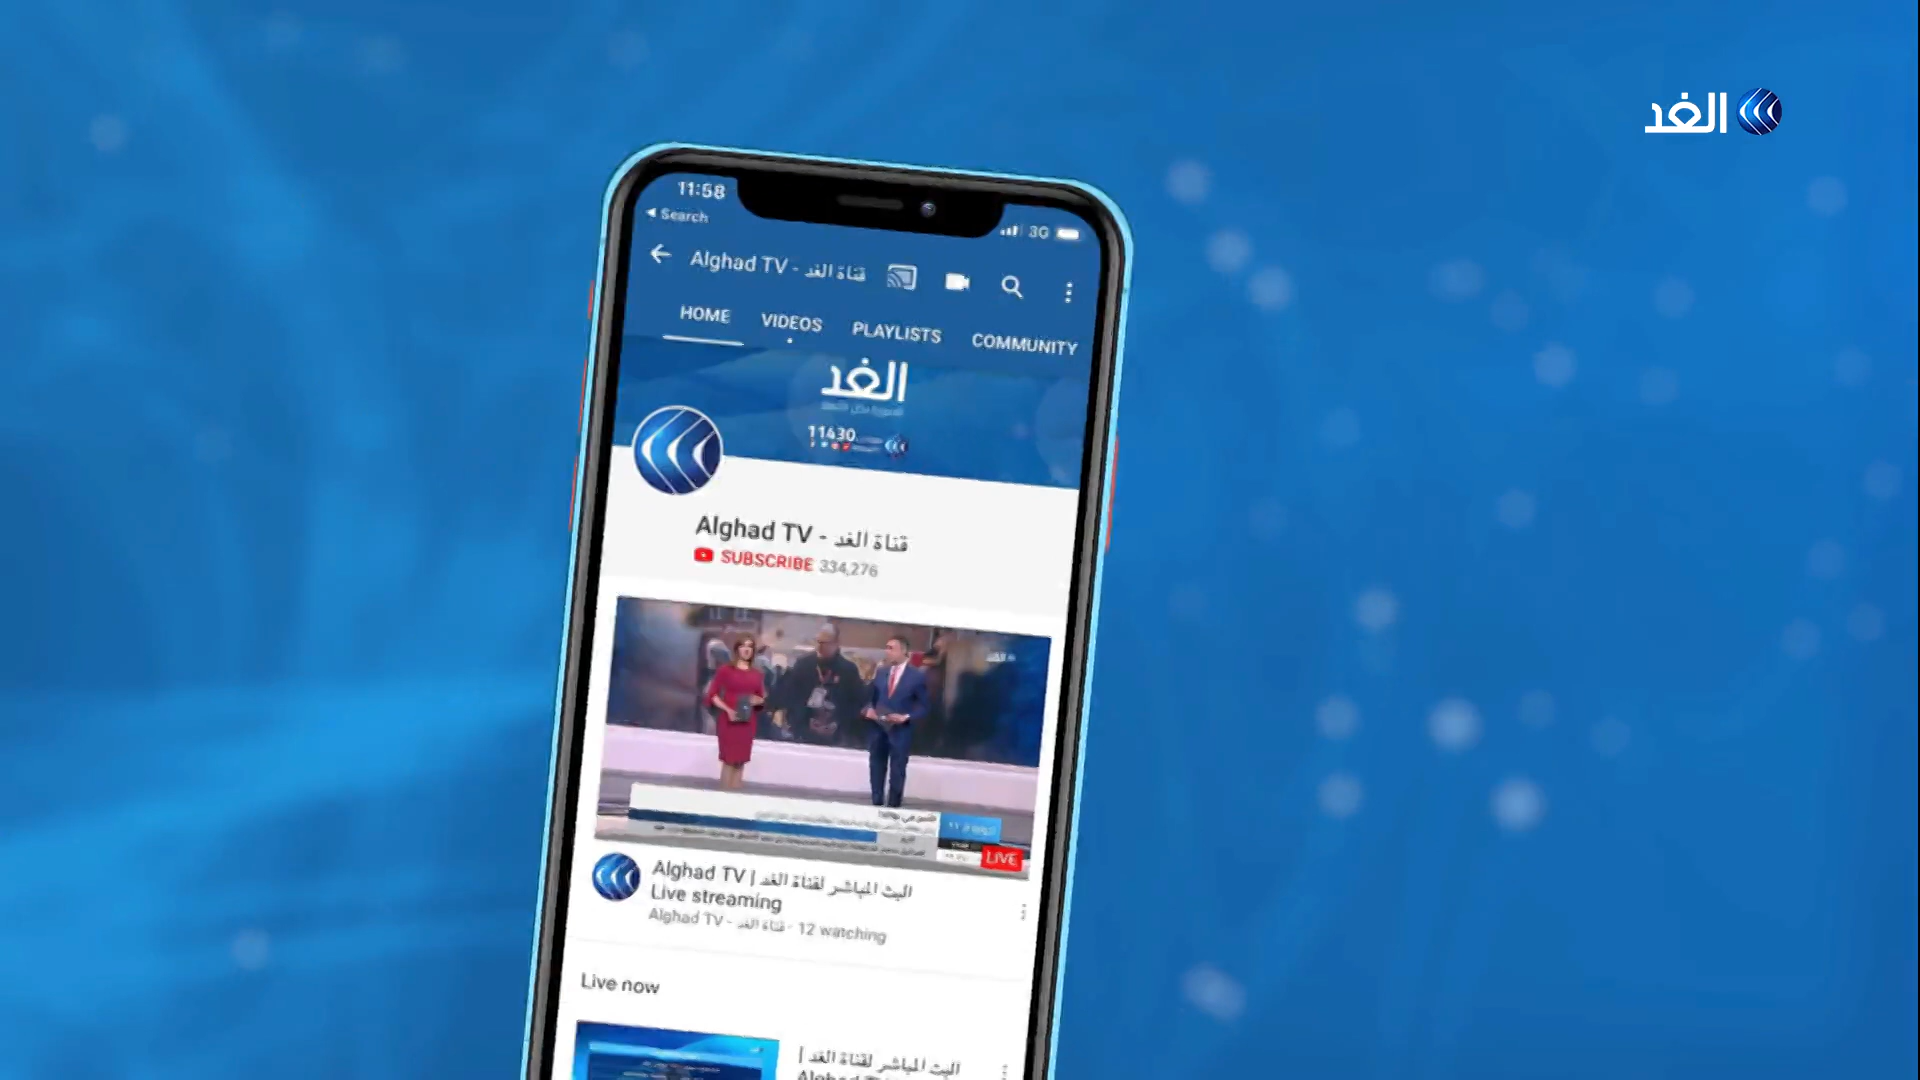 الغد
11:58
Search
3G
Alghad TV - قناة الغد
HOME VIDEOS PLAYLISTS COMMUNITY
الغد
11430
Alghad TV - قناة الغد
SUBSCRIBE 334,276
LIVE
Alghad TV | البث المباشر لقناة الغد
Live streaming
Alghad TV - قناة الغد · 12 watching
Live now
البث المباشر لقناة الغد |